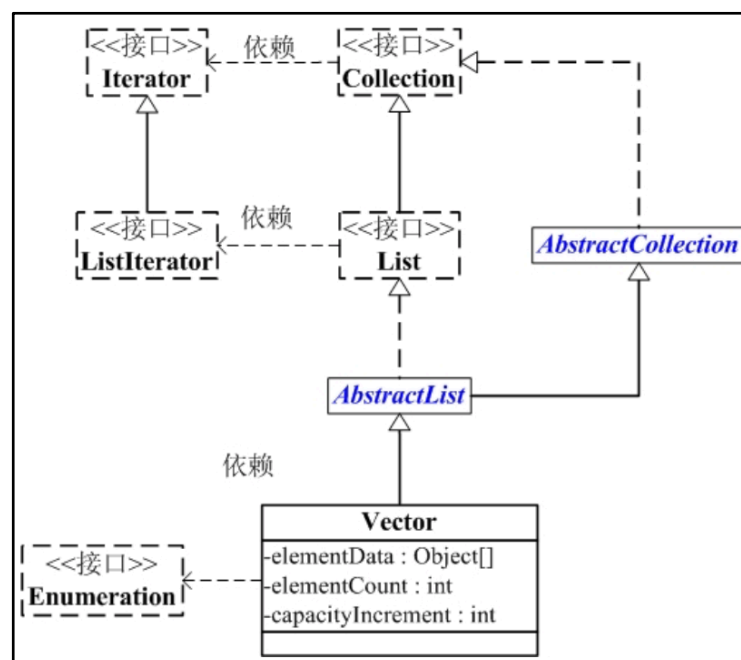 <<接口>>
Iterator
依赖
<<接口>>
Collection
<<接口>>
ListIterator
依赖
<<接口>>
List
AbstractCollection
AbstractList
依赖
Vector
-elementData : Object[]
-elementCount : int
-capacityIncrement : int
<<接口>>
Enumeration